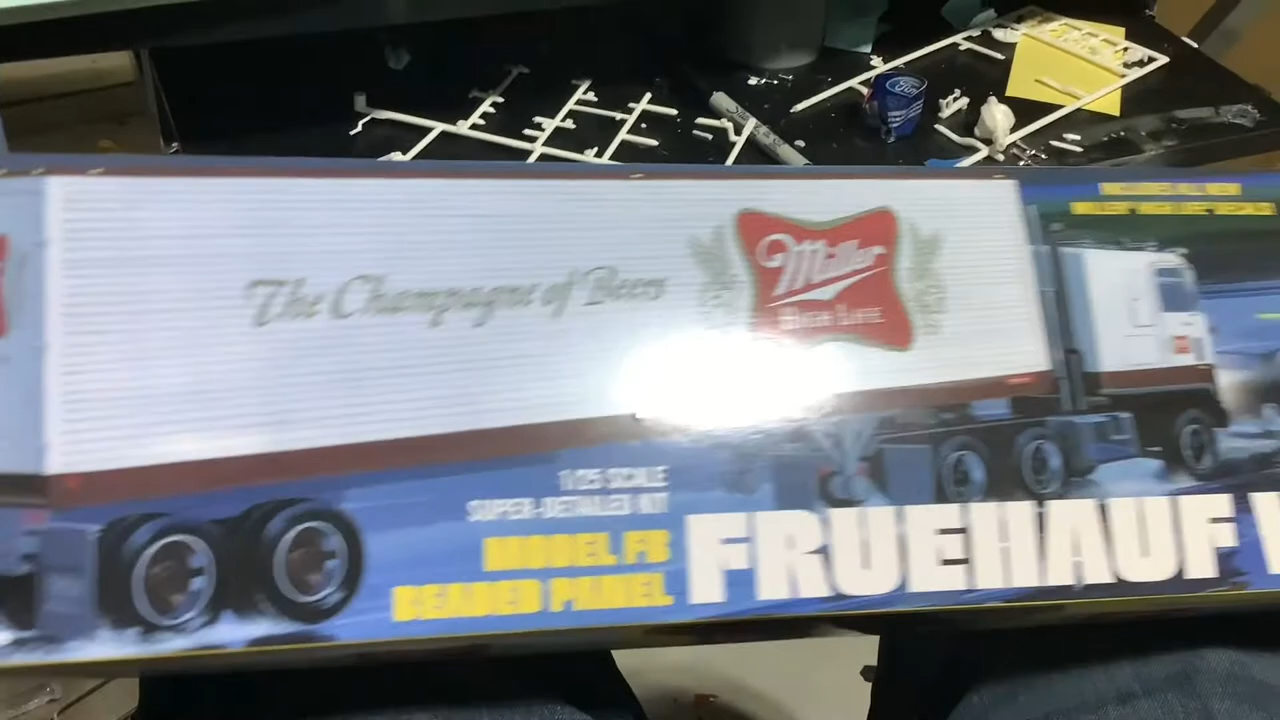 Ford
The Champagne of Beers
Miller
HIGH LIFE
1/25 SCALE
SUPER-DETAILED KIT
MODEL FB
BEADED PANEL
FRUEHAUF